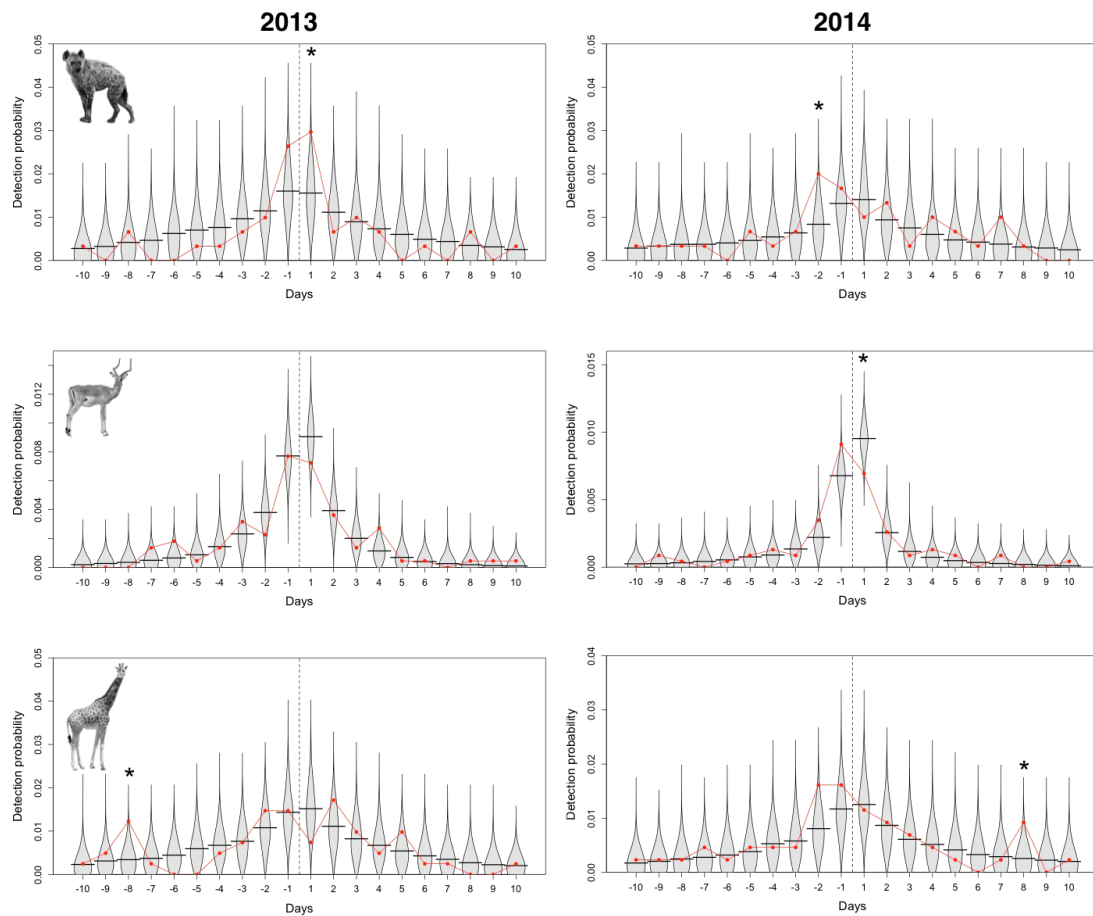 2013
2014
Detection probability
0.00 0.01 0.02 0.03 0.04 0.05
*
-10 -9 -8 -7 -6 -5 -4 -3 -2 -1 1 2 3 4 5 6 7 8 9 10
Days
Detection probability
0.00 0.01 0.02 0.03 0.04 0.05
*
-10 -9 -8 -7 -6 -5 -4 -3 -2 -1 1 2 3 4 5 6 7 8 9 10
Days
Detection probability
0.000 0.004 0.008 0.012
-10 -9 -8 -7 -6 -5 -4 -3 -2 -1 1 2 3 4 5 6 7 8 9 10
Days
Detection probability
0.000 0.005 0.010 0.015
*
-10 -9 -8 -7 -6 -5 -4 -3 -2 -1 1 2 3 4 5 6 7 8 9 10
Days
Detection probability
0.00 0.01 0.02 0.03 0.04 0.05
*
-10 -9 -8 -7 -6 -5 -4 -3 -2 -1 1 2 3 4 5 6 7 8 9 10
Days
Detection probability
0.00 0.01 0.02 0.03 0.04
*
-10 -9 -8 -7 -6 -5 -4 -3 -2 -1 1 2 3 4 5 6 7 8 9 10
Days